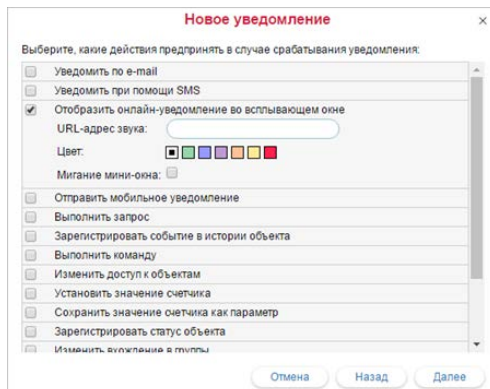 Новое уведомление
Выберите, какие действия предпринять в случае срабатывания уведомления:
Уведомить по e-mail
Уведомить при помощи SMS
Отобразить онлайн-уведомление во всплывающем окне
URL-адрес звука:
Цвет:
Мигание мини-окна:
Отправить мобильное уведомление
Выполнить запрос
Зарегистрировать событие в истории объекта
Выполнить команду
Изменить доступ к объектам
Установить значение счетчика
Сохранить значение счетчика как параметр
Зарегистрировать статус объекта
Изменить вхождение в группы
Отмена Назад Далее